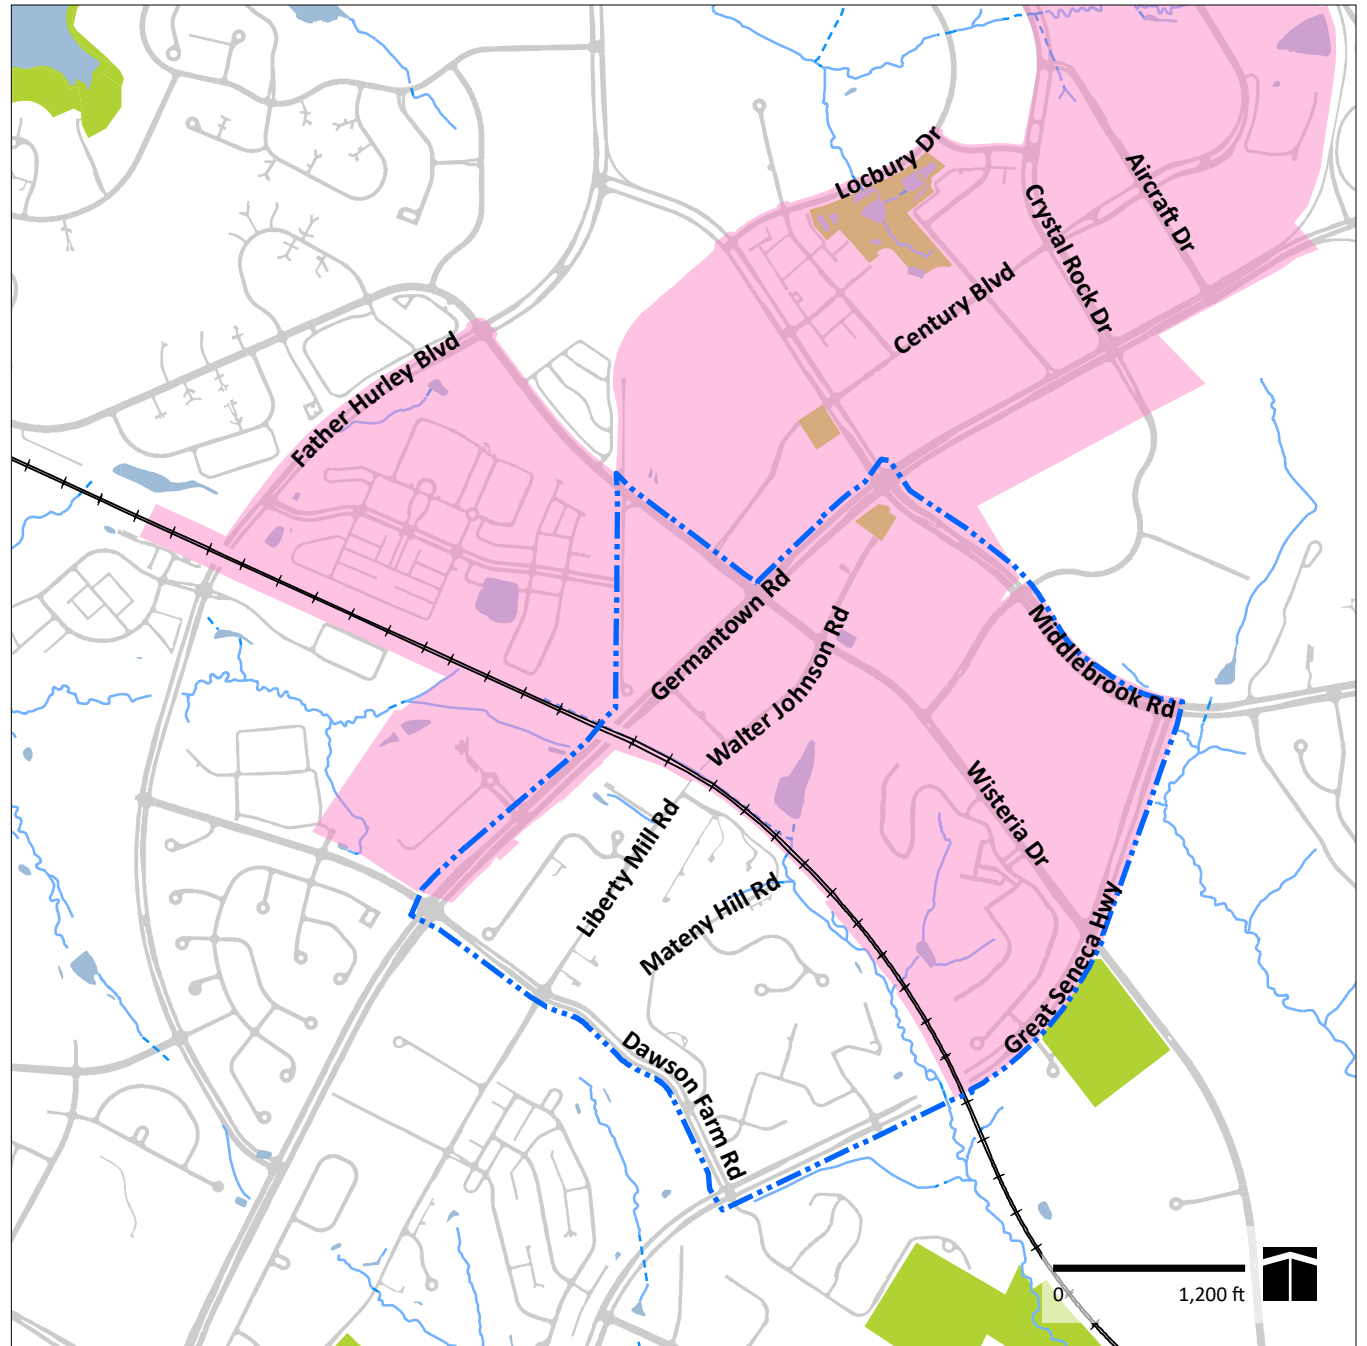 Locbury Dr
Aircraft Dr
Crystal Rock Dr
Century Blvd
Father Hurley Blvd
Germantown Rd
Walter Johnson Rd
Middlebrook Rd
Wisteria Dr
Liberty Mill Rd
Mateny Hill Rd
Great Seneca Hwy
Dawson Farm Rd
0 1,200 ft